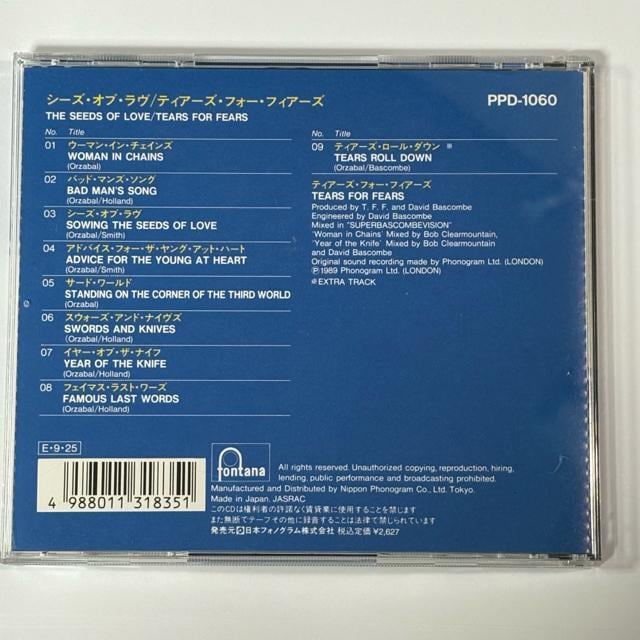 シーズ・オブ・ラヴ/ティアーズ・フォー・フィアーズ
THE SEEDS OF LOVE/TEARS FOR FEARS
PPD-1060
No. Title
01 ウーマン・イン・チェインズ
WOMAN IN CHAINS
(Orzabal)
02 バッド・マンズ・ソング
BAD MAN'S SONG
(Orzabal/Holland)
03 シーズ・オブ・ラヴ
SOWING THE SEEDS OF LOVE
(Orzabal/Smith)
04 アドバイス・フォー・ザ・ヤング・アット・ハート
ADVICE FOR THE YOUNG AT HEART
(Orzabal/Smith)
05 サード・ワールド
STANDING ON THE CORNER OF THE THIRD WORLD
(Orzabal)
06 スウォーズ・アンド・ナイヴズ
SWORDS AND KNIVES
(Orzabal/Holland)
07 イヤー・オブ・ザ・ナイフ
YEAR OF THE KNIFE
(Orzabal/Holland)
08 フェイマス・ラスト・ワーズ
FAMOUS LAST WORDS
(Orzabal/Holland)
No. Title
09 ティアーズ・ロール・ダウン ※
TEARS ROLL DOWN
(Orzabal/Bascombe)
ティアーズ・フォー・フィアーズ
TEARS FOR FEARS
Produced by T. F. F. and David Bascombe
Engineered by David Bascombe
Mixed in "SUPERBASCOMBEVISION"
'Woman in Chains' Mixed by Bob Clearmountain,
'Year of the Knife' Mixed by Bob Clearmountain
and David Bascombe
Original sound recording made by Phonogram Ltd. (LONDON)
Ⓟ1989 Phonogram Ltd. (LONDON)
※EXTRA TRACK
E・9・25
4 988011 318351
fontana
All rights reserved. Unauthorized copying, reproduction, hiring,
lending, public performance and broadcasting prohibited.
Manufactured and Distributed by Nippon Phonogram Co., Ltd. Tokyo.
Made in Japan. JASRAC
このCDは権利者の許諾なく賃貸業に使用することを禁じます
また無断でテープその他に録音することは法律で禁じられています
発売元 日本フォノグラム株式会社 税込定価 ¥2,627